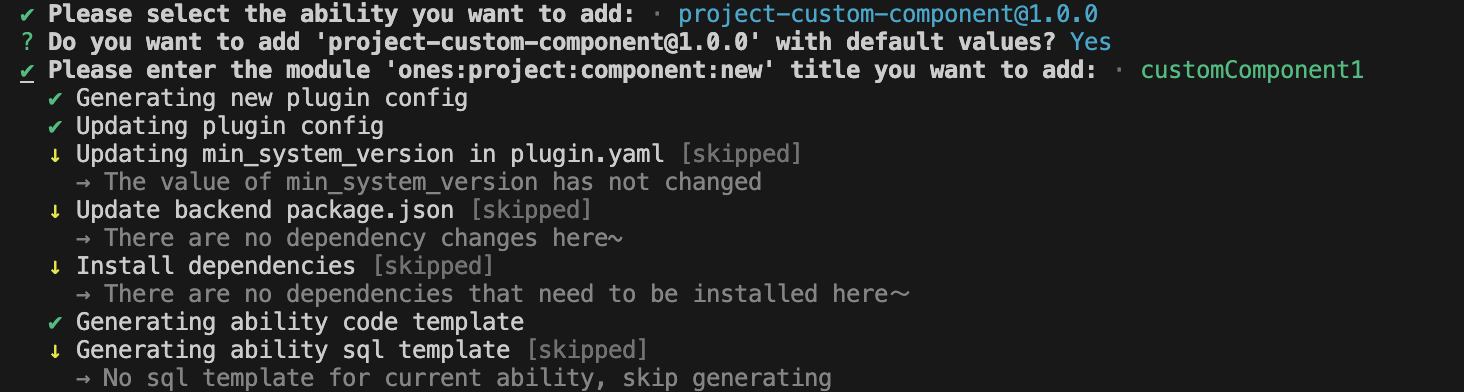 ✔ Please select the ability you want to add: · project-custom-component@1.0.0
? Do you want to add 'project-custom-component@1.0.0' with default values? Yes
✔ Please enter the module 'ones:project:component:new' title you want to add: · customComponent1
✔ Generating new plugin config
✔ Updating plugin config
↓ Updating min_system_version in plugin.yaml [skipped]
→ The value of min_system_version has not changed
↓ Update backend package.json [skipped]
→ There are no dependency changes here~
↓ Install dependencies [skipped]
→ There are no dependencies that need to be installed here～
✔ Generating ability code template
↓ Generating ability sql template [skipped]
→ No sql template for current ability, skip generating